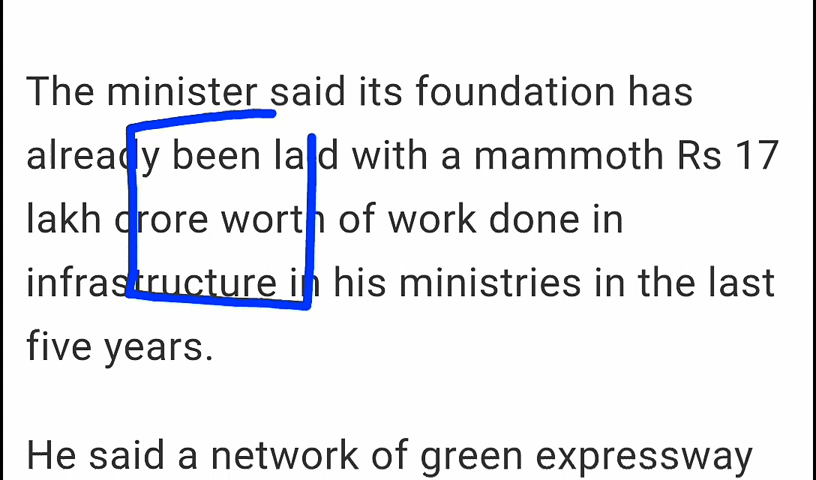 The minister said its foundation has
already been laid with a mammoth Rs 17
lakh crore worth of work done in
infrastructure in his ministries in the last
five years.
He said a network of green expressway